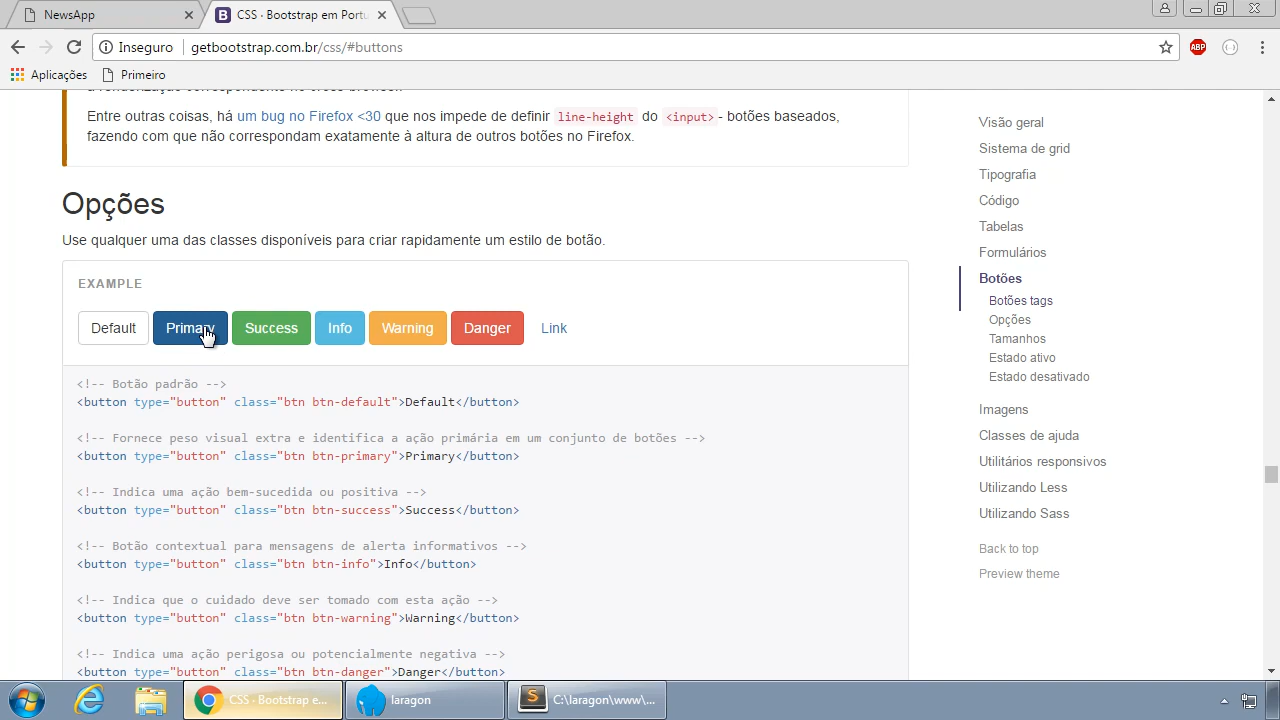 NewsApp
CSS · Bootstrap em Portu
Inseguro
getbootstrap.com.br/css/#buttons
ABP
Aplicações
Primeiro
Entre outras coisas, há um bug no Firefox <30 que nos impede de definir line-height do <input>- botões baseados,
fazendo com que não correspondam exatamente à altura de outros botões no Firefox.
Opções
Use qualquer uma das classes disponíveis para criar rapidamente um estilo de botão.
EXAMPLE
Default
Primary
Success
Info
Warning
Danger
Link
<!-- Botão padrão -->
<button type="button" class="btn btn-default">Default</button>
<!-- Fornece peso visual extra e identifica a ação primária em um conjunto de botões -->
<button type="button" class="btn btn-primary">Primary</button>
<!-- Indica uma ação bem-sucedida ou positiva -->
<button type="button" class="btn btn-success">Success</button>
<!-- Botão contextual para mensagens de alerta informativos -->
<button type="button" class="btn btn-info">Info</button>
<!-- Indica que o cuidado deve ser tomado com esta ação -->
<button type="button" class="btn btn-warning">Warning</button>
<!-- Indica uma ação perigosa ou potencialmente negativa -->
<button type="button" class="btn btn-danger">Danger</button>
Visão geral
Sistema de grid
Tipografia
Código
Tabelas
Formulários
Botões
Botões tags
Opções
Tamanhos
Estado ativo
Estado desativado
Imagens
Classes de ajuda
Utilitários responsivos
Utilizando Less
Utilizando Sass
Back to top
Preview theme
CSS · Bootstrap e...
laragon
C:\laragon\www\...